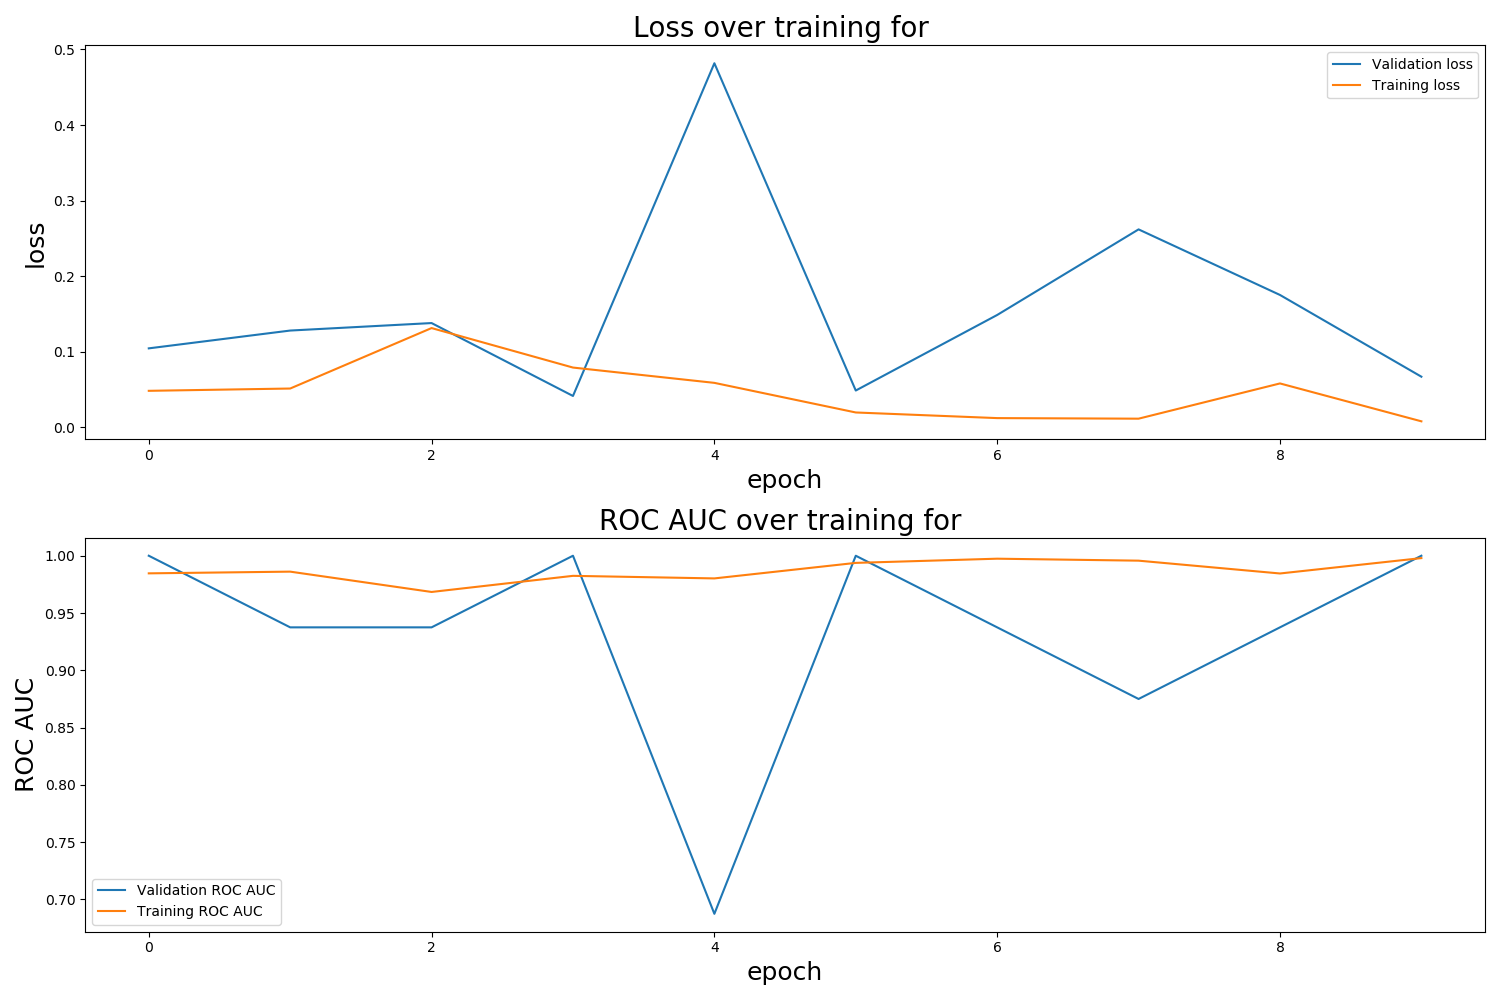 Loss over training for
0.5
0.4
0.3
0.2
0.1
0.0
loss
Validation loss
Training loss
0 2 4 6 8
epoch
ROC AUC over training for
1.00
0.95
0.90
0.85
0.80
0.75
0.70
ROC AUC
Validation ROC AUC
Training ROC AUC
0 2 4 6 8
epoch